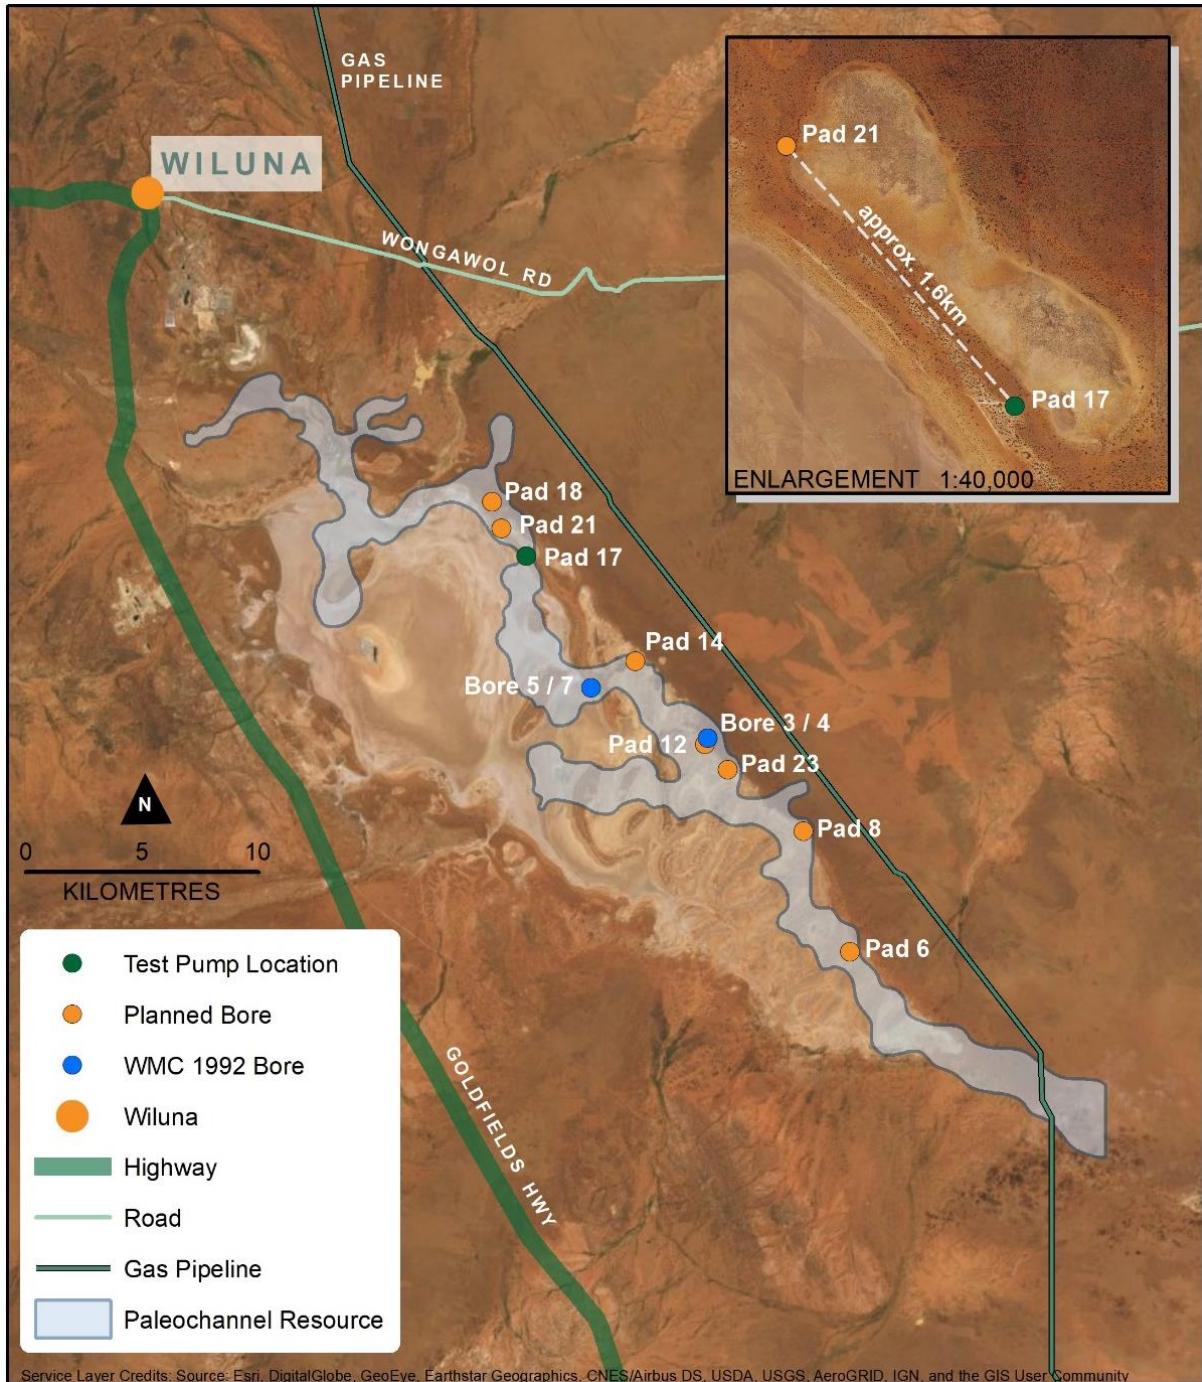 GAS
PIPELINE
WILUNA
WONGAWOL RD
Pad 21
approx. 1.6km
Pad 17
ENLARGEMENT 1:40,000
Pad 18
Pad 21
Pad 17
Pad 14
Bore 5 / 7
Bore 3 / 4
Pad 12
Pad 23
Pad 8
Pad 6
N
0 5 10
KILOMETRES
GOLDFIELDS HWY
Test Pump Location
Planned Bore
WMC 1992 Bore
Wiluna
Highway
Road
Gas Pipeline
Paleochannel Resource
Service Layer Credits: Source: Esri, DigitalGlobe, GeoEye, Earthstar Geographics, CNES/Airbus DS, USDA, USGS, AeroGRID, IGN, and the GIS User Community